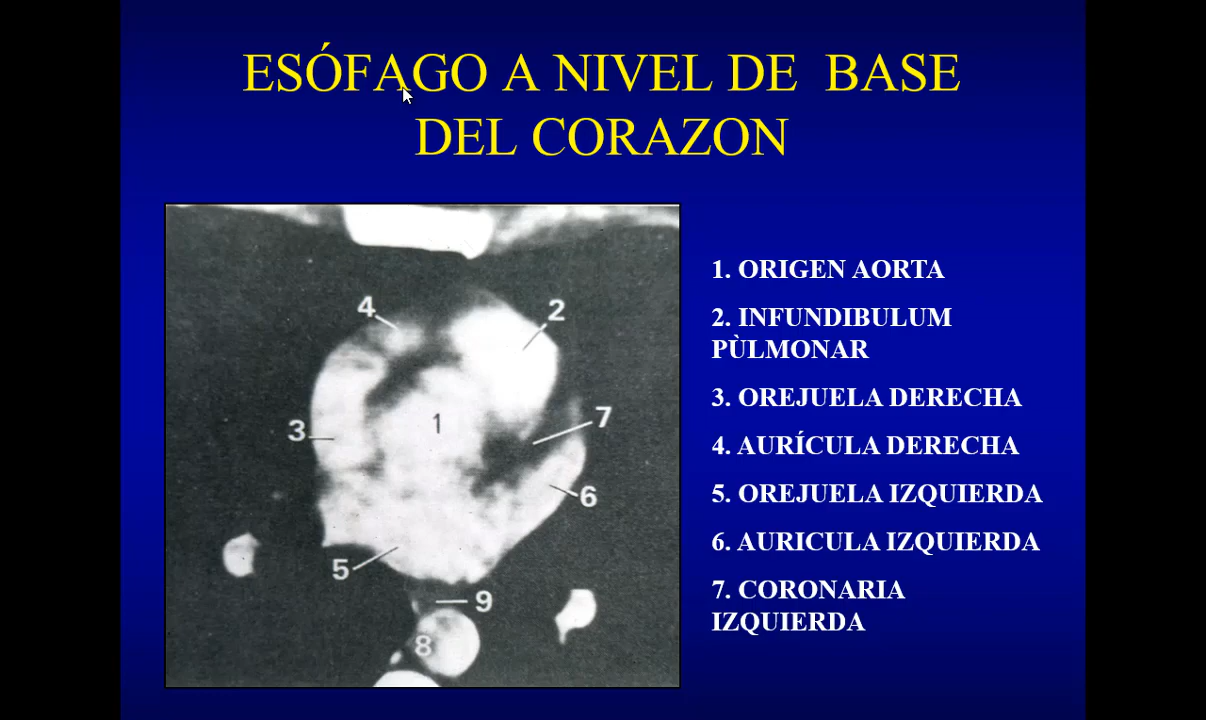 ESÓFAGO A NIVEL DE BASE
DEL CORAZON
4
2
1
7
3
6
5
9
8
1. ORIGEN AORTA
2. INFUNDIBULUM
PÙLMONAR
3. OREJUELA DERECHA
4. AURÍCULA DERECHA
5. OREJUELA IZQUIERDA
6. AURICULA IZQUIERDA
7. CORONARIA
IZQUIERDA